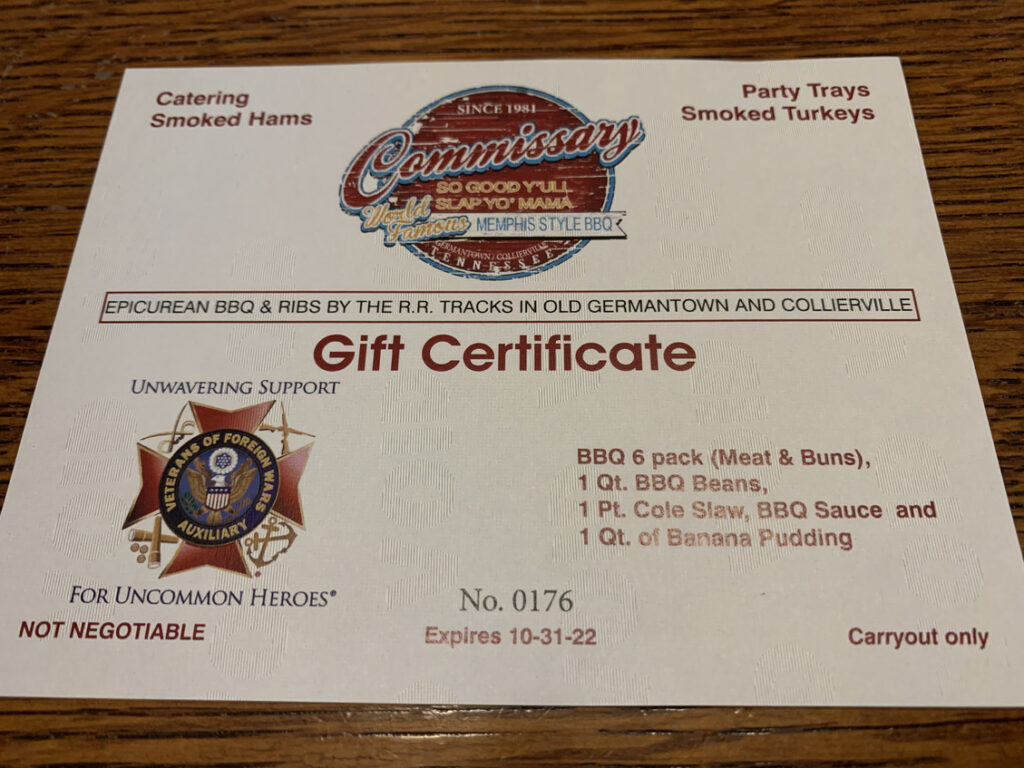 Catering
Smoked Hams
Party Trays
Smoked Turkeys
SINCE 1981
Commissary
SO GOOD Y'ULL
SLAP YO' MAMA
World
Famous
MEMPHIS STYLE BBQ
GERMANTOWN / COLLIERVILLE
TENNESSEE
EPICUREAN BBQ & RIBS BY THE R.R. TRACKS IN OLD GERMANTOWN AND COLLIERVILLE
Gift Certificate
UNWAVERING SUPPORT
VETERANS OF FOREIGN WARS
AUXILIARY
FOR UNCOMMON HEROES®
BBQ 6 pack (Meat & Buns),
1 Qt. BBQ Beans,
1 Pt. Cole Slaw, BBQ Sauce and
1 Qt. of Banana Pudding
No. 0176
NOT NEGOTIABLE
Expires 10-31-22
Carryout only